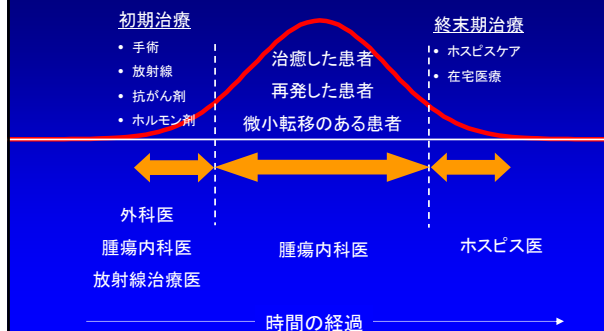 初期治療
• 手術
• 放射線
• 抗がん剤
• ホルモン剤
治癒した患者
再発した患者
微小転移のある患者
終末期治療
• ホスピスケア
• 在宅医療
外科医
腫瘍内科医
放射線治療医
腫瘍内科医
ホスピス医
時間の経過